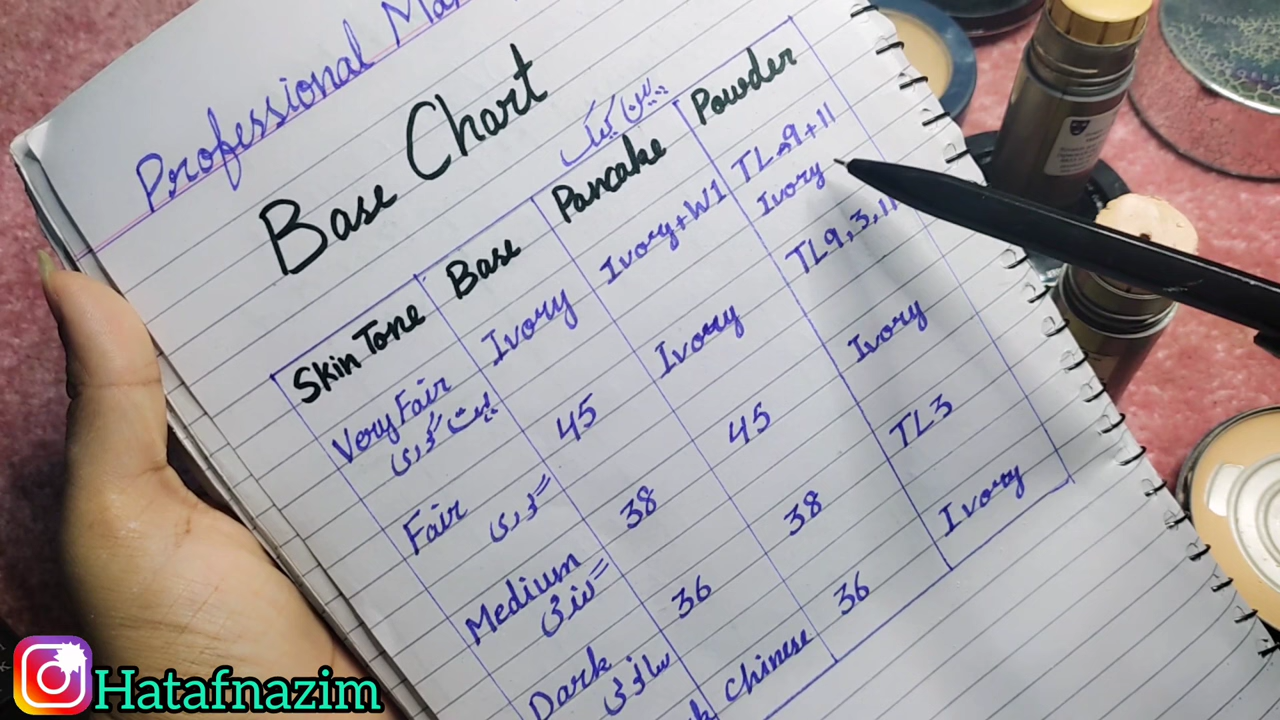 Professional
Base Chart
Skin Tone Base Pancake Powder
پین کیک
Very Fair Ivory Ivory+W1 TL 9+11
بہت گوری Ivory
Fair 45 Ivory TL9,3,11
گوری Ivory
Medium 38 45 TL3
گندمی
Dark 36 38 Ivory
سانولی
Chinese 36
Hatafnazim